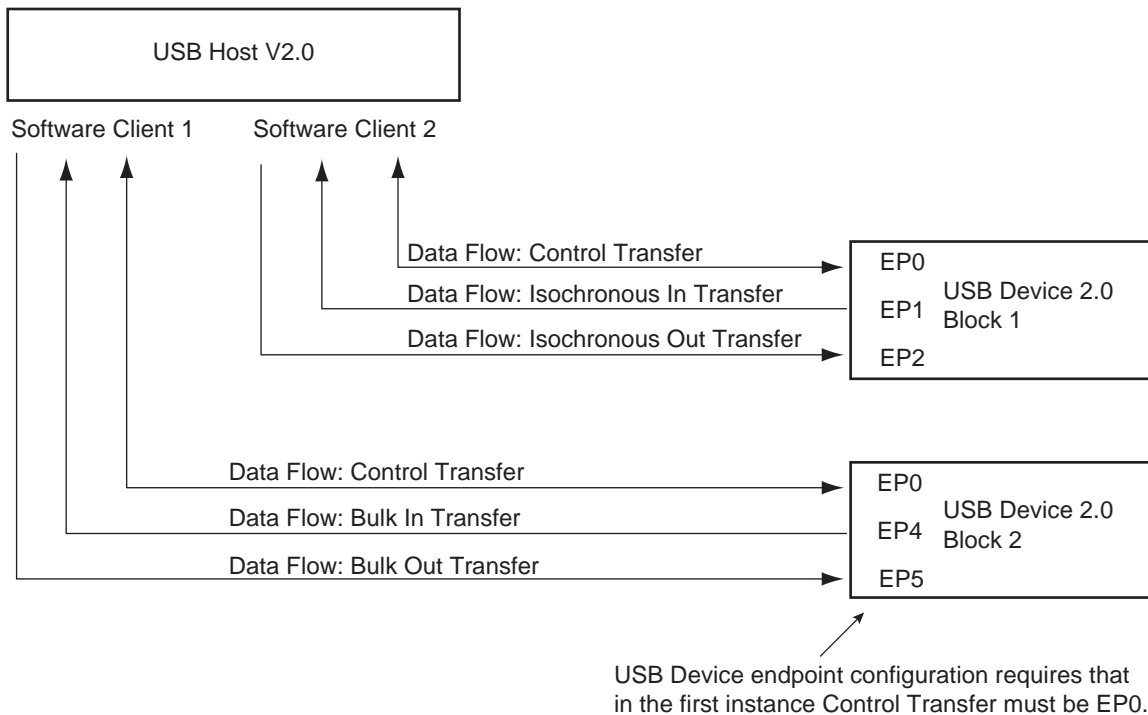 USB Host V2.0
Software Client 1
Software Client 2
Data Flow: Control Transfer
EP0
Data Flow: Isochronous In Transfer
EP1
USB Device 2.0
Block 1
Data Flow: Isochronous Out Transfer
EP2
Data Flow: Control Transfer
EP0
Data Flow: Bulk In Transfer
EP4
USB Device 2.0
Block 2
Data Flow: Bulk Out Transfer
EP5
USB Device endpoint configuration requires that
in the first instance Control Transfer must be EP0.